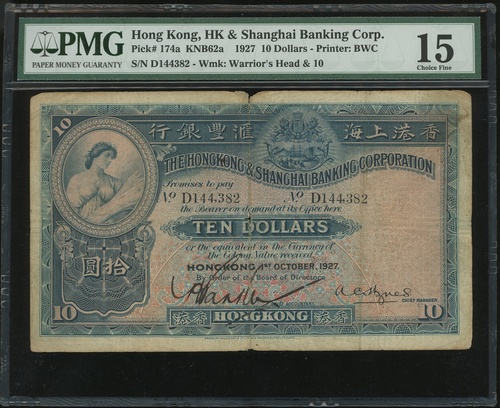 PMG
PAPER MONEY GUARANTY
Hong Kong, HK & Shanghai Banking Corp.
Pick# 174a KNB62a 1927 10 Dollars - Printer: BWC
S/N D144382 - Wmk: Warrior's Head & 10
15
Choice Fine
10
行銀豐滙
海上港香
THE HONGKONG & SHANGHAI BANKING CORPORATION
Promises to pay
No D144,382 No D144,382
the Bearer on demand at its Office here
TEN DOLLARS
or the equivalent in the Currency of
the Colony, Value received.
HONGKONG 1ST OCTOBER, 1927.
By Order of the Board of Directors
圓拾
CHIEF MANAGER
10
港香
HONGKONG
港香
10